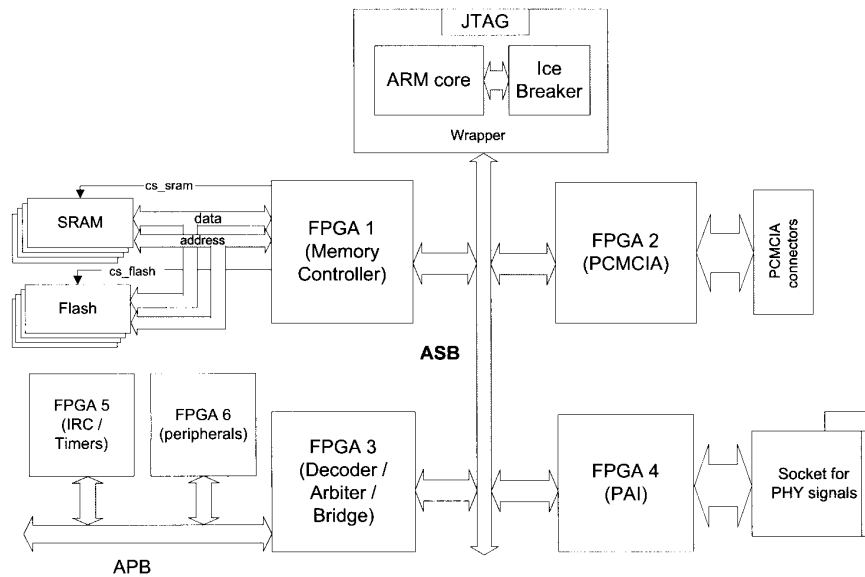 JTAG
ARM core
Ice
Breaker
Wrapper
cs_sram
SRAM
data
address
FPGA 1
(Memory
Controller)
FPGA 2
(PCMCIA)
PCMCIA
connectors
cs_flash
Flash
ASB
FPGA 5
(IRC /
Timers)
FPGA 6
(peripherals)
FPGA 3
(Decoder /
Arbiter /
Bridge)
FPGA 4
(PAI)
Socket for
PHY signals
APB